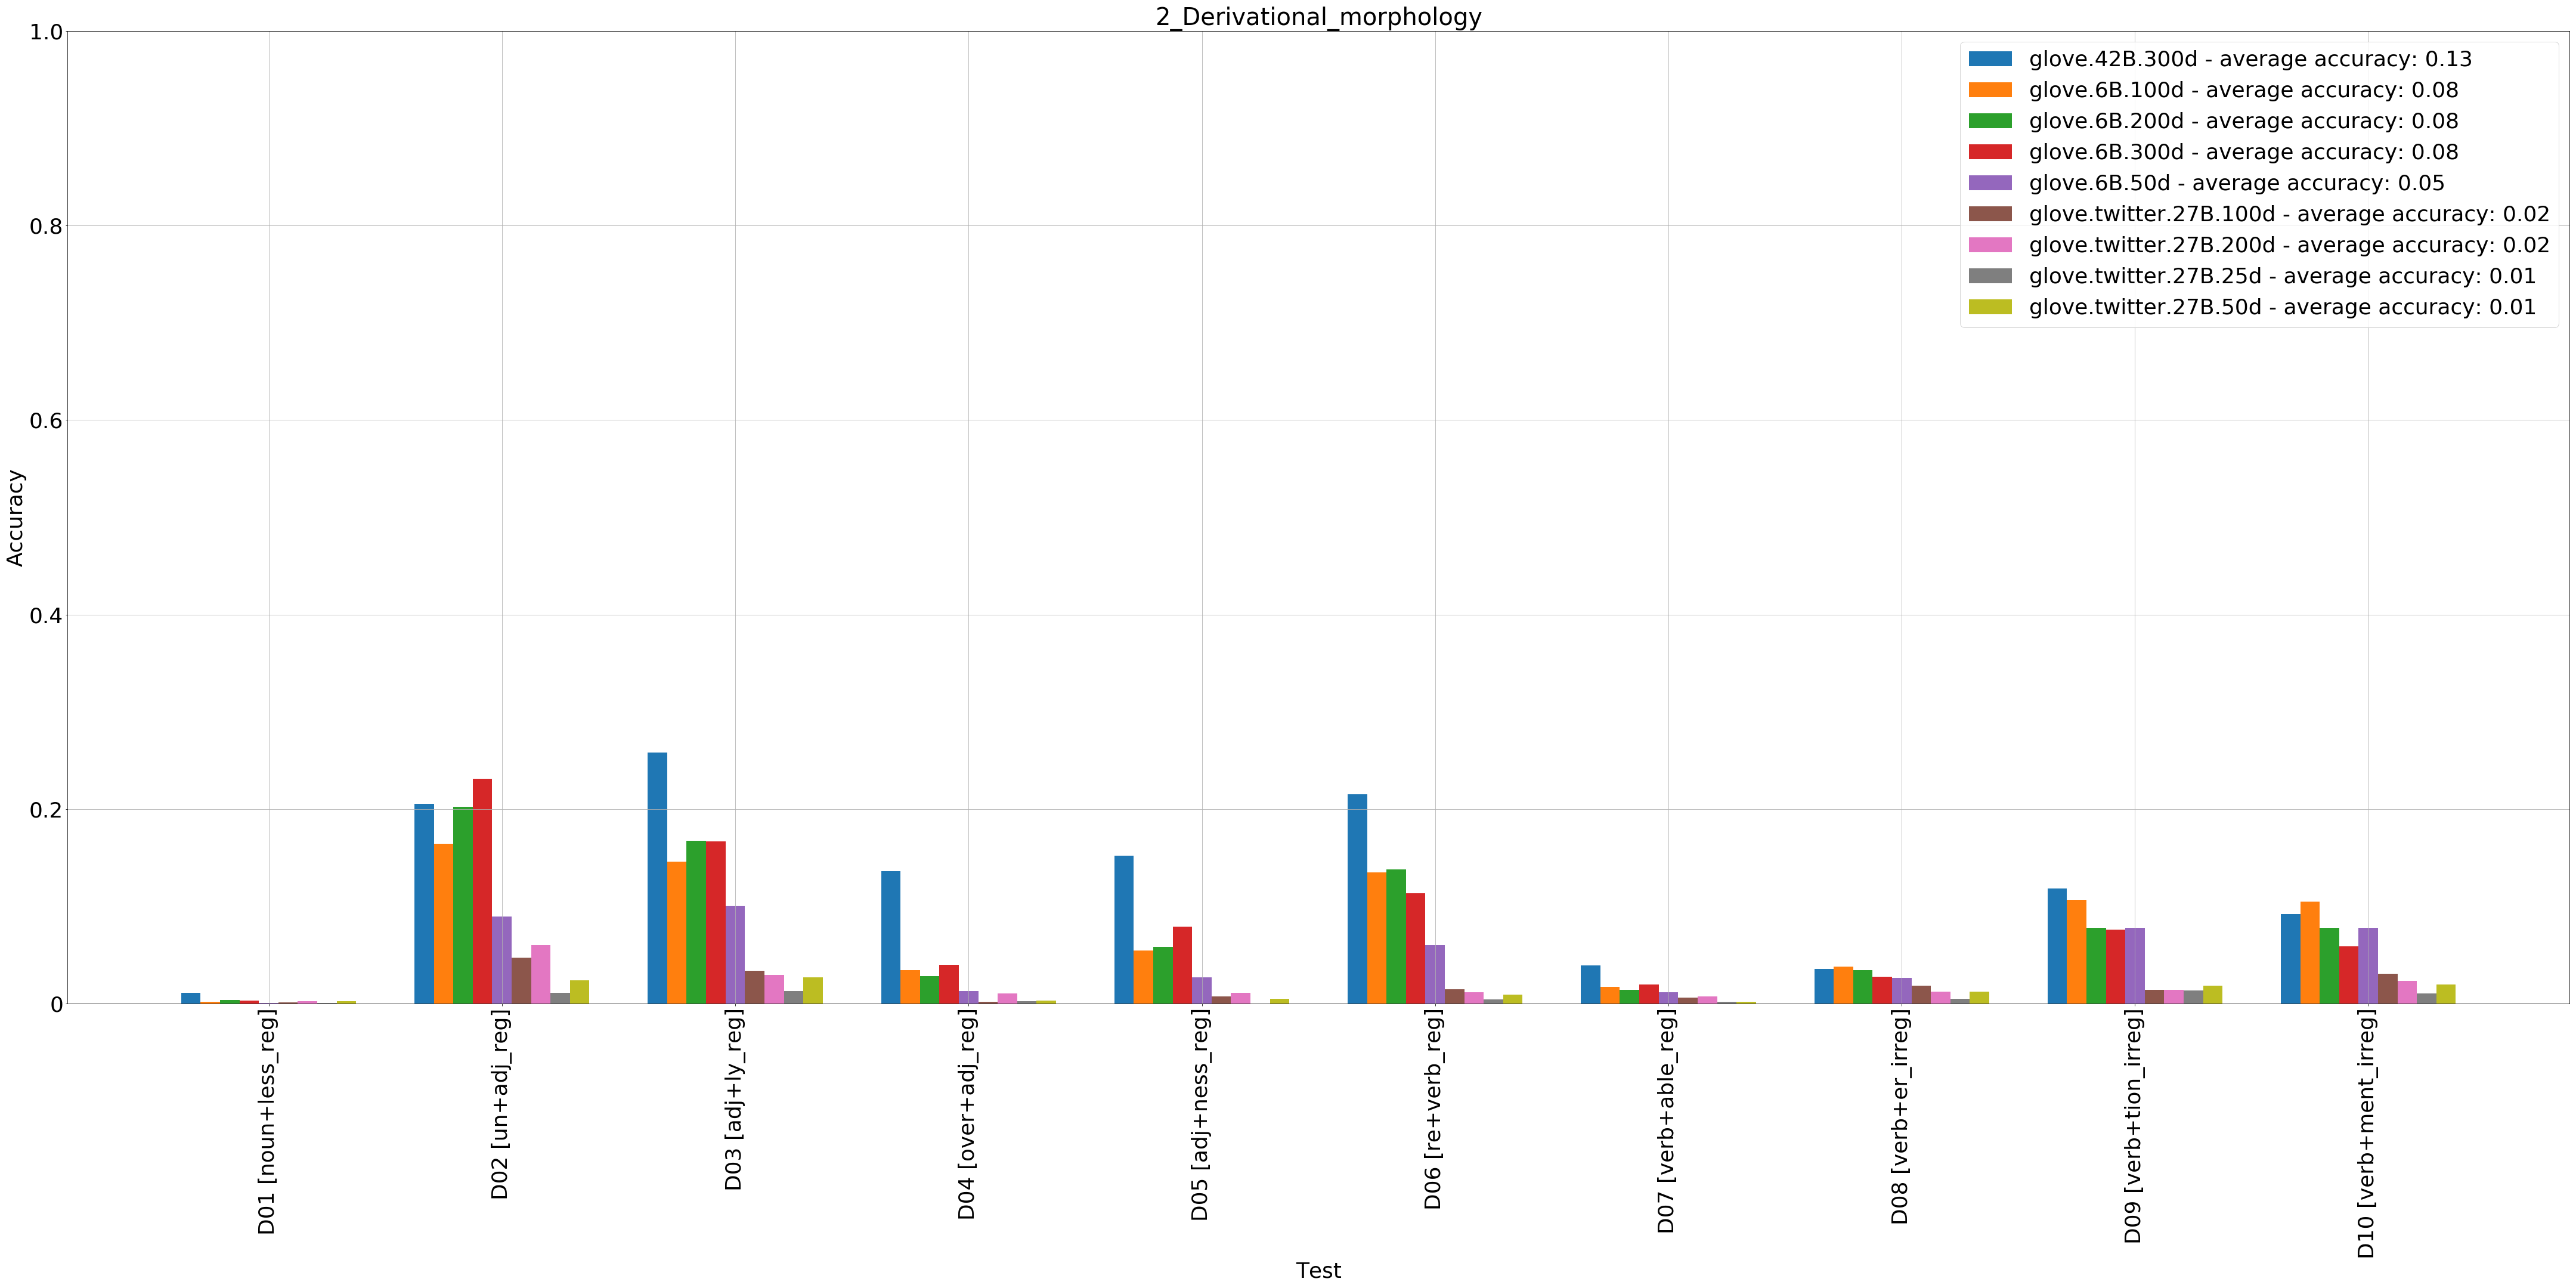 2_Derivational_morphology
1.0
0.8
0.6
0.4
0.2
0
Accuracy
glove.42B.300d - average accuracy: 0.13
glove.6B.100d - average accuracy: 0.08
glove.6B.200d - average accuracy: 0.08
glove.6B.300d - average accuracy: 0.08
glove.6B.50d - average accuracy: 0.05
glove.twitter.27B.100d - average accuracy: 0.02
glove.twitter.27B.200d - average accuracy: 0.02
glove.twitter.27B.25d - average accuracy: 0.01
glove.twitter.27B.50d - average accuracy: 0.01
D01 [noun+less_reg]
D02 [un+adj_reg]
D03 [adj+ly_reg]
D04 [over+adj_reg]
D05 [adj+ness_reg]
D06 [re+verb_reg]
D07 [verb+able_reg]
D08 [verb+er_irreg]
D09 [verb+tion_irreg]
D10 [verb+ment_irreg]
Test